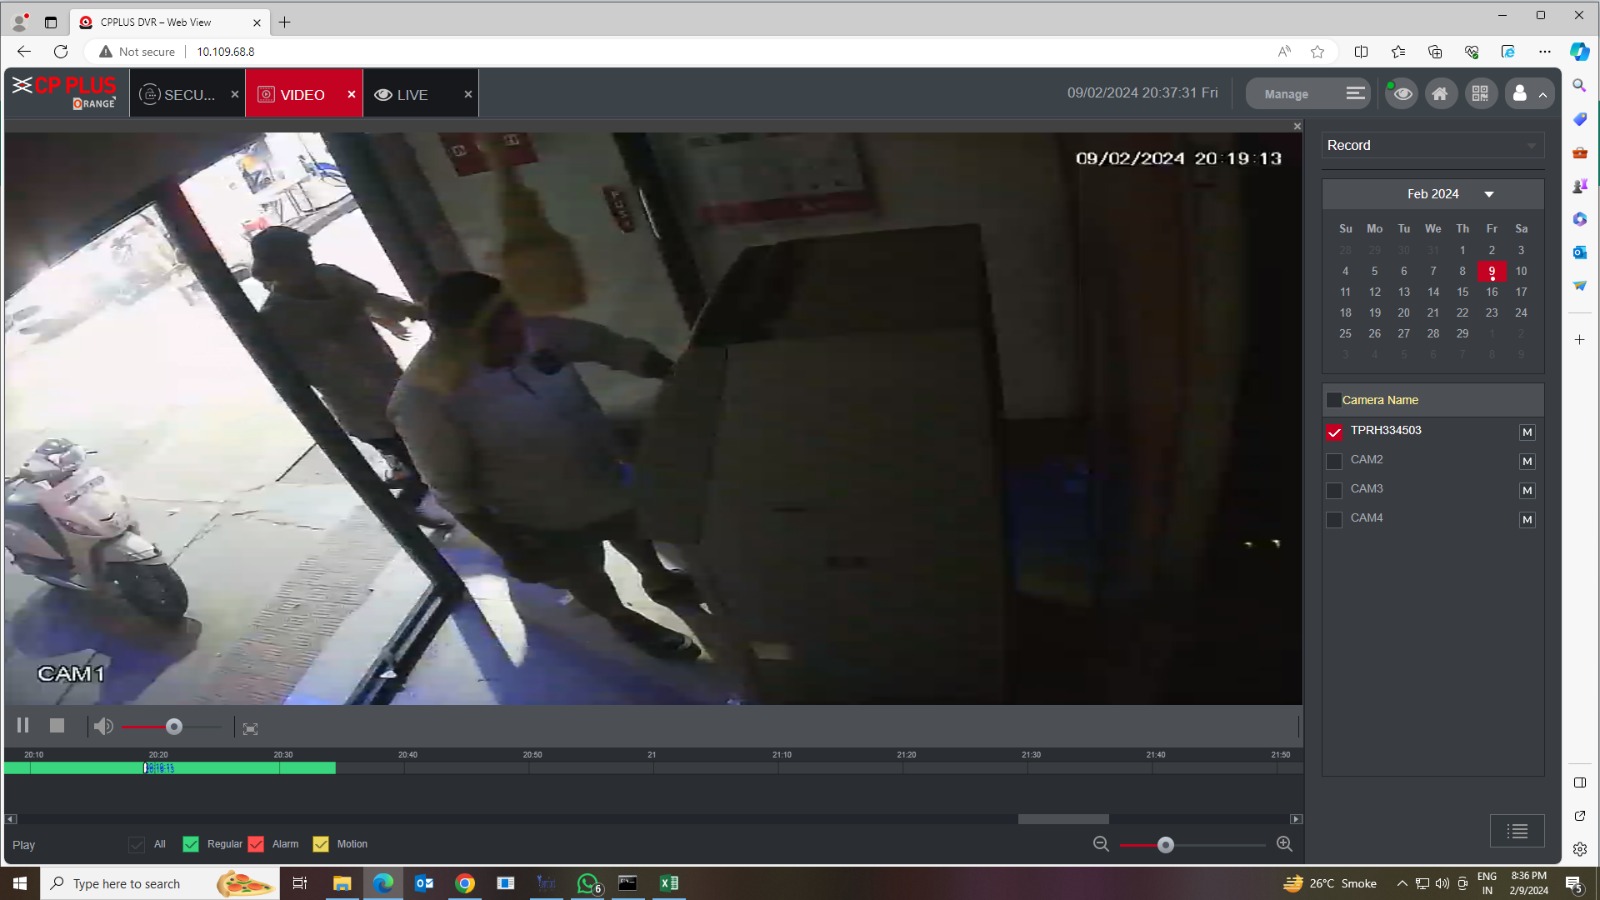 CPPLUS DVR – Web View
Not secure
10.109.68.8
CP PLUS
ORANGE
SECU...
VIDEO
LIVE
09/02/2024 20:37:31 Fri
Manage
09/02/2024 20:19:13
CAM1
Record
Feb 2024
Su Mo Tu We Th Fr Sa
28 29 30 31 1 2 3
4 5 6 7 8 9 10
11 12 13 14 15 16 17
18 19 20 21 22 23 24
25 26 27 28 29 1 2
3 4 5 6 7 8 9
Camera Name
TPRH334503 M
CAM2 M
CAM3 M
CAM4 M
20:10 20:20 20:30 20:40 20:50 21 21:10 21:20 21:30 21:40 21:50
Play
All
Regular
Alarm
Motion
Type here to search
6
26°C Smoke
ENG
IN
8:36 PM
2/9/2024
5